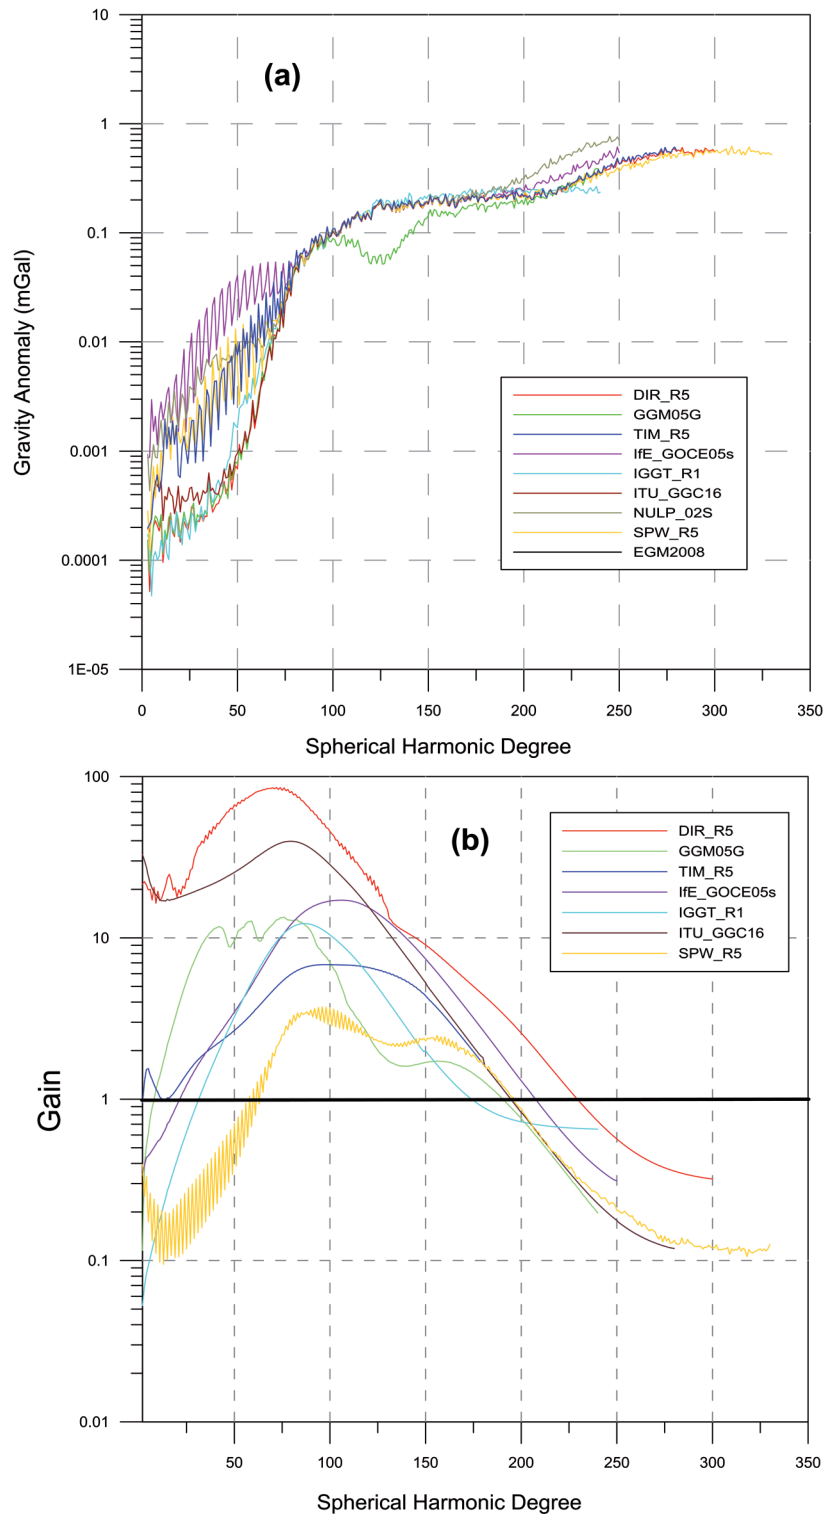 10
(a)
1
0.1
0.01
0.001
0.0001
1E-05
Gravity Anomaly (mGal)
DIR_R5
GGM05G
TIM_R5
IfE_GOCE05s
IGGT_R1
ITU_GGC16
NULP_02S
SPW_R5
EGM2008
0 50 100 150 200 250 300 350
Spherical Harmonic Degree
100
(b)
10
1
0.1
0.01
Gain
DIR_R5
GGM05G
TIM_R5
IfE_GOCE05s
IGGT_R1
ITU_GGC16
SPW_R5
50 100 150 200 250 300 350
Spherical Harmonic Degree